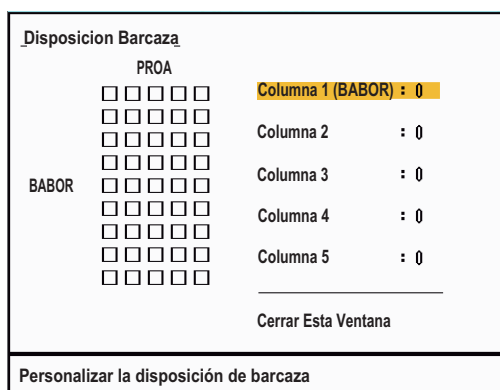 Disposicion Barcaza
PROA
BABOR
Columna 1 (BABOR) : 0
Columna 2 : 0
Columna 3 : 0
Columna 4 : 0
Columna 5 : 0
Cerrar Esta Ventana
Personalizar la disposición de barcaza